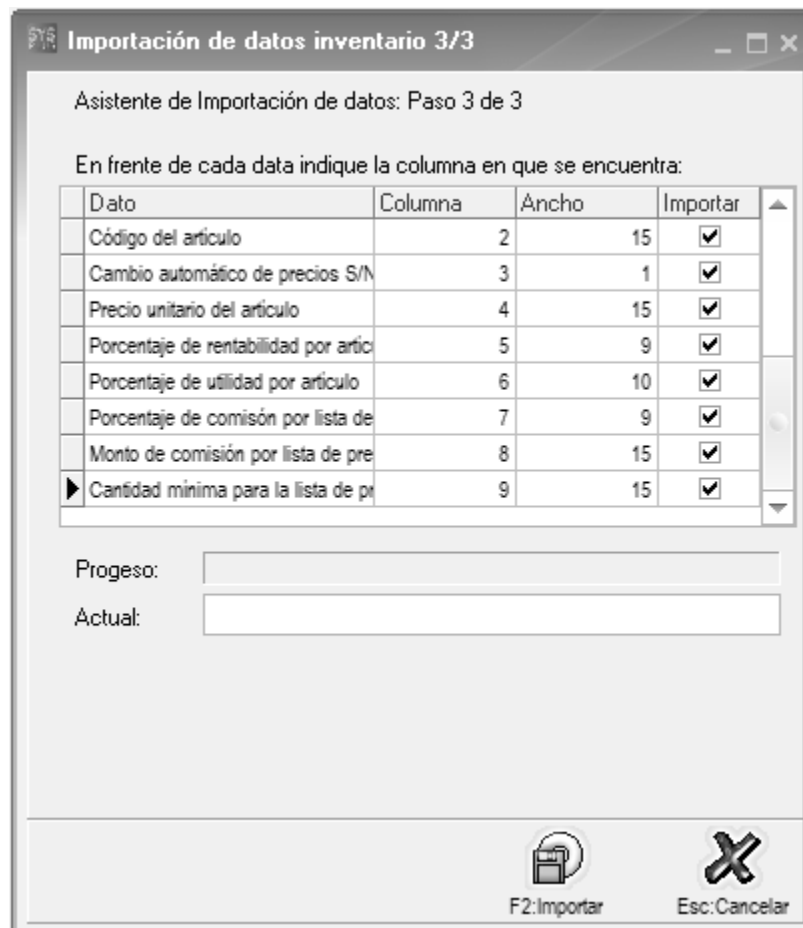 Importación de datos inventario 3/3
Asistente de Importación de datos: Paso 3 de 3
En frente de cada data indique la columna en que se encuentra:
Dato Columna Ancho Importar
Código del artículo 2 15
Cambio automático de precios S/N 3 1
Precio unitario del artículo 4 15
Porcentaje de rentabilidad por artíc 5 9
Porcentaje de utilidad por artículo 6 10
Porcentaje de comisón por lista de 7 9
Monto de comisión por lista de pre 8 15
Cantidad mínima para la lista de pr 9 15
Progeso:
Actual:
F2:Importar Esc:Cancelar